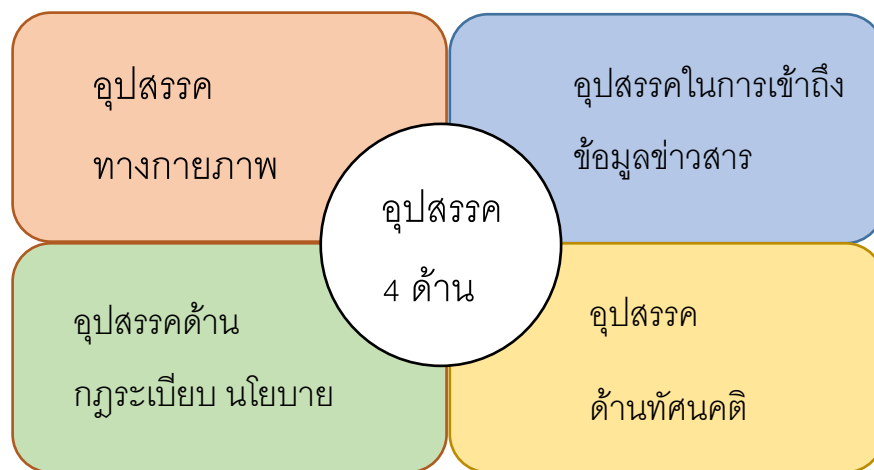 อุปสรรค
ทางกายภาพ
อุปสรรคในการเข้าถึง
ข้อมูลข่าวสาร
อุปสรรค
4 ด้าน
อุปสรรคด้าน
กฎระเบียบ นโยบาย
อุปสรรค
ด้านทัศนคติ